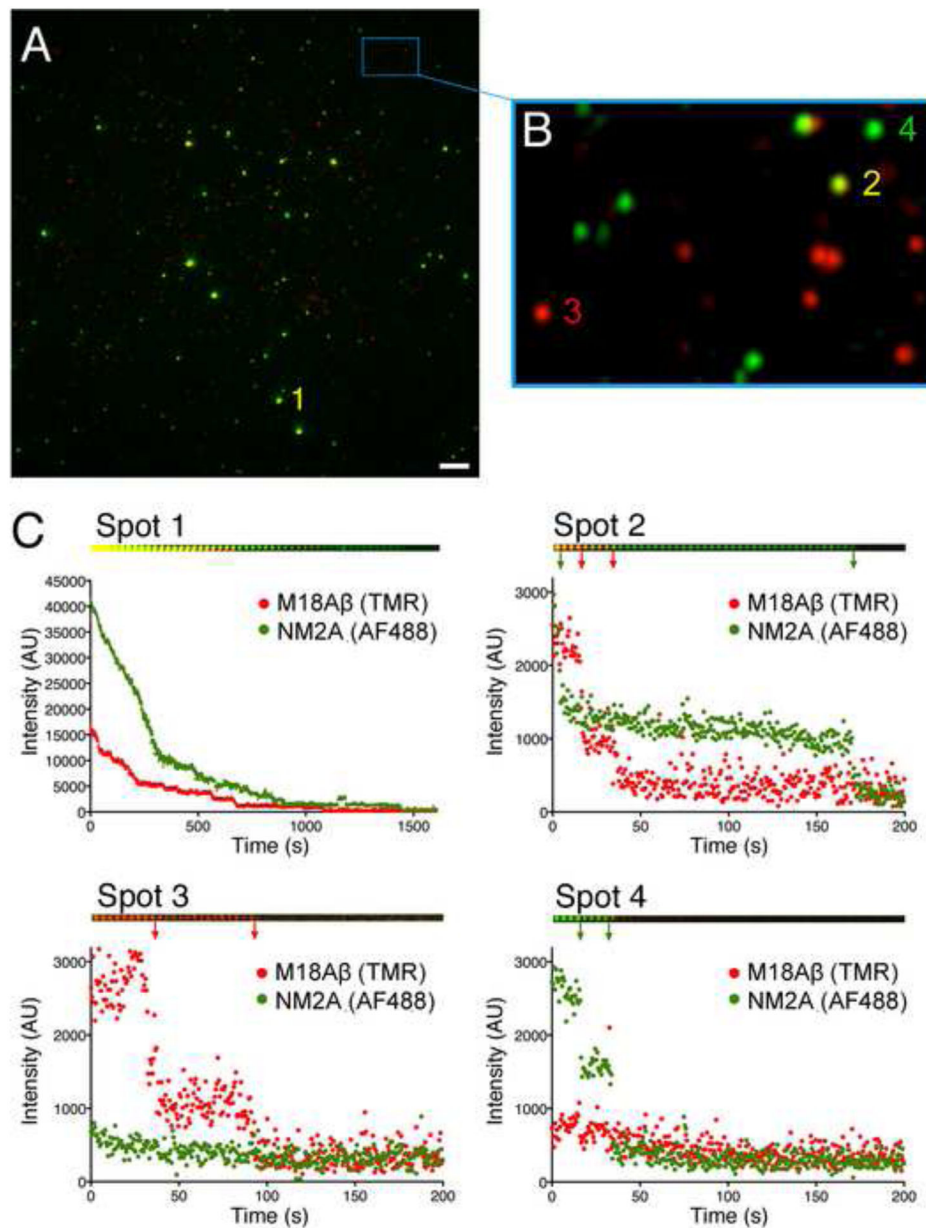 A
1
B
4
2
3
C
Spot 1
M18Aβ (TMR)
NM2A (AF488)
Intensity (AU)
45000
40000
35000
30000
25000
20000
15000
10000
5000
0
0 500 1000 1500
Time (s)
Spot 2
M18Aβ (TMR)
NM2A (AF488)
Intensity (AU)
3000
2000
1000
0
0 50 100 150 200
Time (s)
Spot 3
M18Aβ (TMR)
NM2A (AF488)
Intensity (AU)
3000
2000
1000
0
0 50 100 150 200
Time (s)
Spot 4
M18Aβ (TMR)
NM2A (AF488)
Intensity (AU)
3000
2000
1000
0
0 50 100 150 200
Time (s)